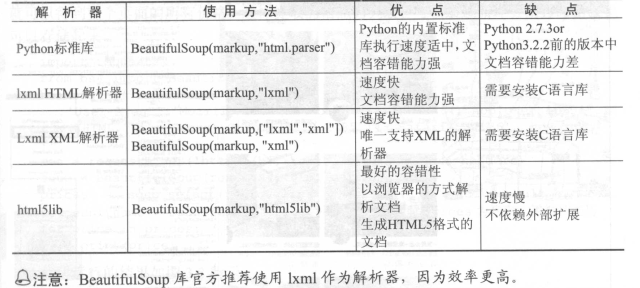 解 析 器 使 用 方 法 优 点 缺 点
Python标准库 BeautifulSoup(markup,"html.parser")
Python的内置标准
库执行速度适中，文
档容错能力强
Python 2.7.3or
Python3.2.2前的版本中
文档容错能力差
lxml HTML解析器 BeautifulSoup(markup,"lxml")
速度快
文档容错能力强
需要安装C语言库
Lxml XML解析器
BeautifulSoup(markup,["lxml","xml"])
BeautifulSoup(markup, "xml")
速度快
唯一支持XML的解
析器
需要安装C语言库
html5lib BeautifulSoup(markup,"html5lib")
最好的容错性
以浏览器的方式解
析文档
生成HTML5格式的
文档
速度慢
不依赖外部扩展
注意：BeautifulSoup 库官方推荐使用 lxml 作为解析器，因为效率更高。